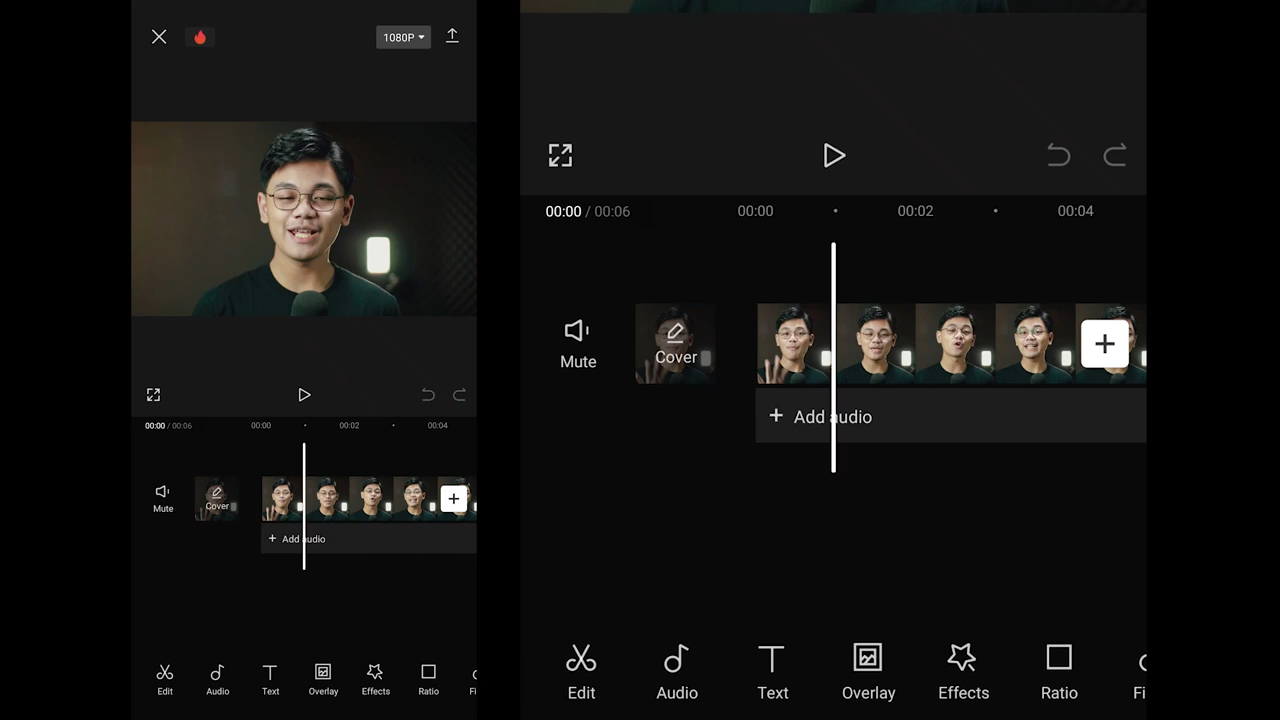 1080P
00:00 / 00:06
00:00
00:02
00:04
Mute
Cover
Add audio
Edit
Audio
Text
Overlay
Effects
Ratio
Fi
00:00 / 00:06
00:00
00:02
00:04
Mute
Cover
Add audio
Edit
Audio
Text
Overlay
Effects
Ratio
Fi